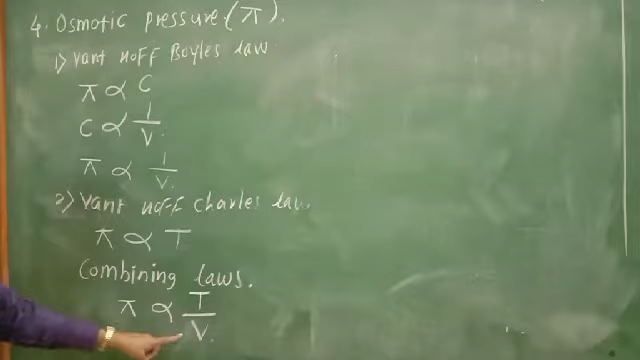 4. Osmotic pressure (π).
1) Vant hoff Boyles law
π ∝ C
C ∝ 1/V.
π ∝ 1/V.
2) Vant hoff Charles law.
π ∝ T
Combining laws.
π ∝ T/V.